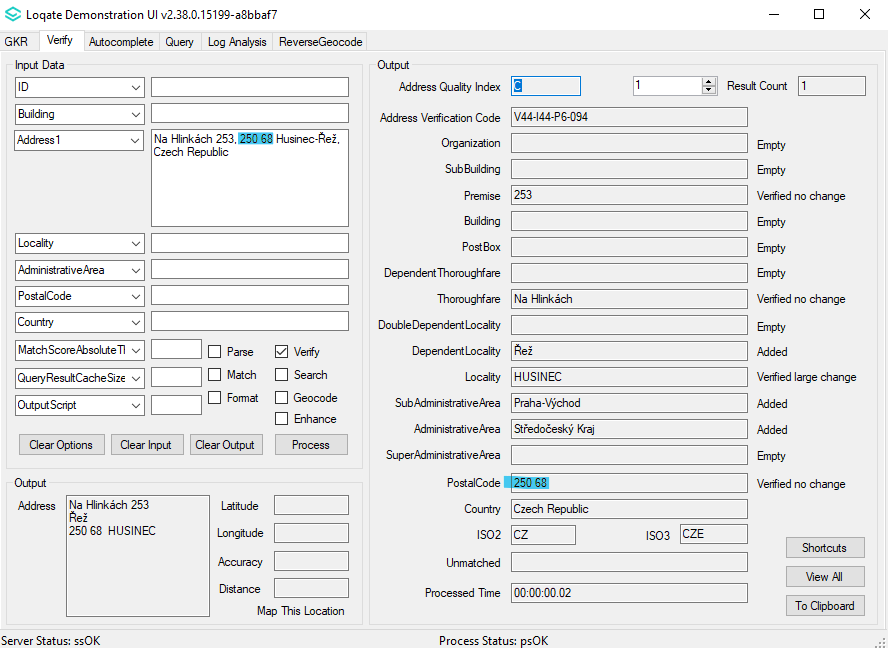 Loqate Demonstration UI v2.38.0.15199-a8bbaf7
GKR Verify Autocomplete Query Log Analysis ReverseGeocode
Input Data
ID
Building
Address1
Na Hlinkách 253, 250 68 Husinec-Řež,
Czech Republic
Locality
AdministrativeArea
PostalCode
Country
MatchScoreAbsoluteTl
QueryResultCacheSize
OutputScript
Parse
Verify
Match
Search
Format
Geocode
Enhance
Clear Options Clear Input Clear Output Process
Output
Address
Na Hlinkách 253
Řež
250 68 HUSINEC
Latitude
Longitude
Accuracy
Distance
Map This Location
Output
Address Quality Index C 1 Result Count 1
Address Verification Code V44-I44-P6-094
Organization Empty
SubBuilding Empty
Premise 253 Verified no change
Building Empty
PostBox Empty
DependentThoroughfare Empty
Thoroughfare Na Hlinkách Verified no change
DoubleDependentLocality Empty
DependentLocality Řež Added
Locality HUSINEC Verified large change
SubAdministrativeArea Praha-Východ Added
AdministrativeArea Středočeský Kraj Added
SuperAdministrativeArea Empty
PostalCode 250 68 Verified no change
Country Czech Republic
ISO2 CZ ISO3 CZE
Unmatched
Processed Time 00:00:00.02
Shortcuts
View All
To Clipboard
Server Status: ssOK Process Status: psOK